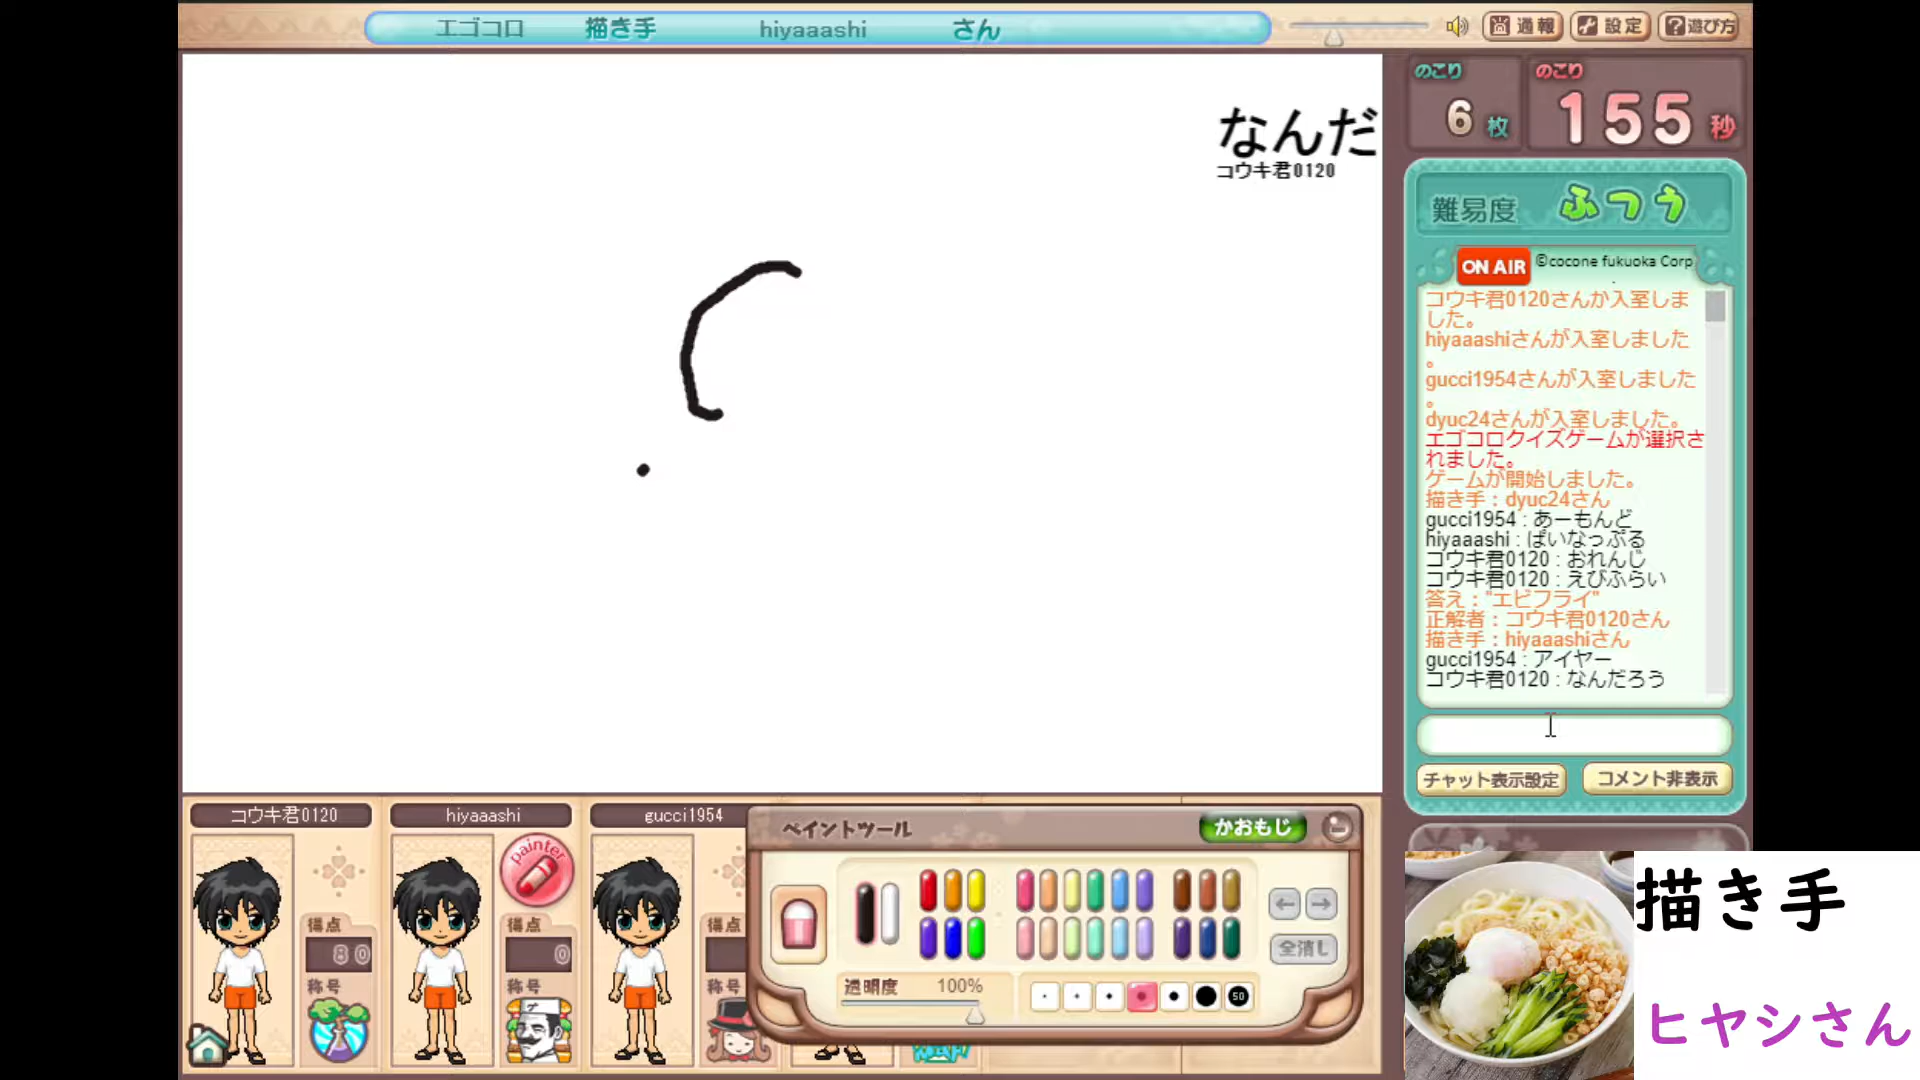 エゴコロ 描き手 hiyaaashi さん
通報 設定 遊び方
のこり 6 枚
のこり 155 秒
なんだ
コウキ君0120
難易度 ふつう
ON AIR ©cocone fukuoka Corp
.
コウキ君0120さんが入室しま
した。
hiyaaashiさんが入室しました
。
gucci1954さんが入室しました
。
dyuc24さんが入室しました。
エゴコロクイズゲームが選択さ
れました。
ゲームが開始しました。
描き手：dyuc24さん
gucci1954 : あーもんど
hiyaaashi : ぱいなっぷる
コウキ君0120 : おれんじ
コウキ君0120 : えびふらい
答え："エビフライ"
正解者：コウキ君0120さん
描き手：hiyaaashiさん
gucci1954 : アイヤー
コウキ君0120 : なんだろう
チャット表示設定 コメント非表示
コウキ君0120
得点
80
称号
hiyaaashi
painter
得点
0
称号
gucci1954
得点
称号
ペイントツール かおもじ
全消し
透明度 100%
50
描き手
ヒヤシさん